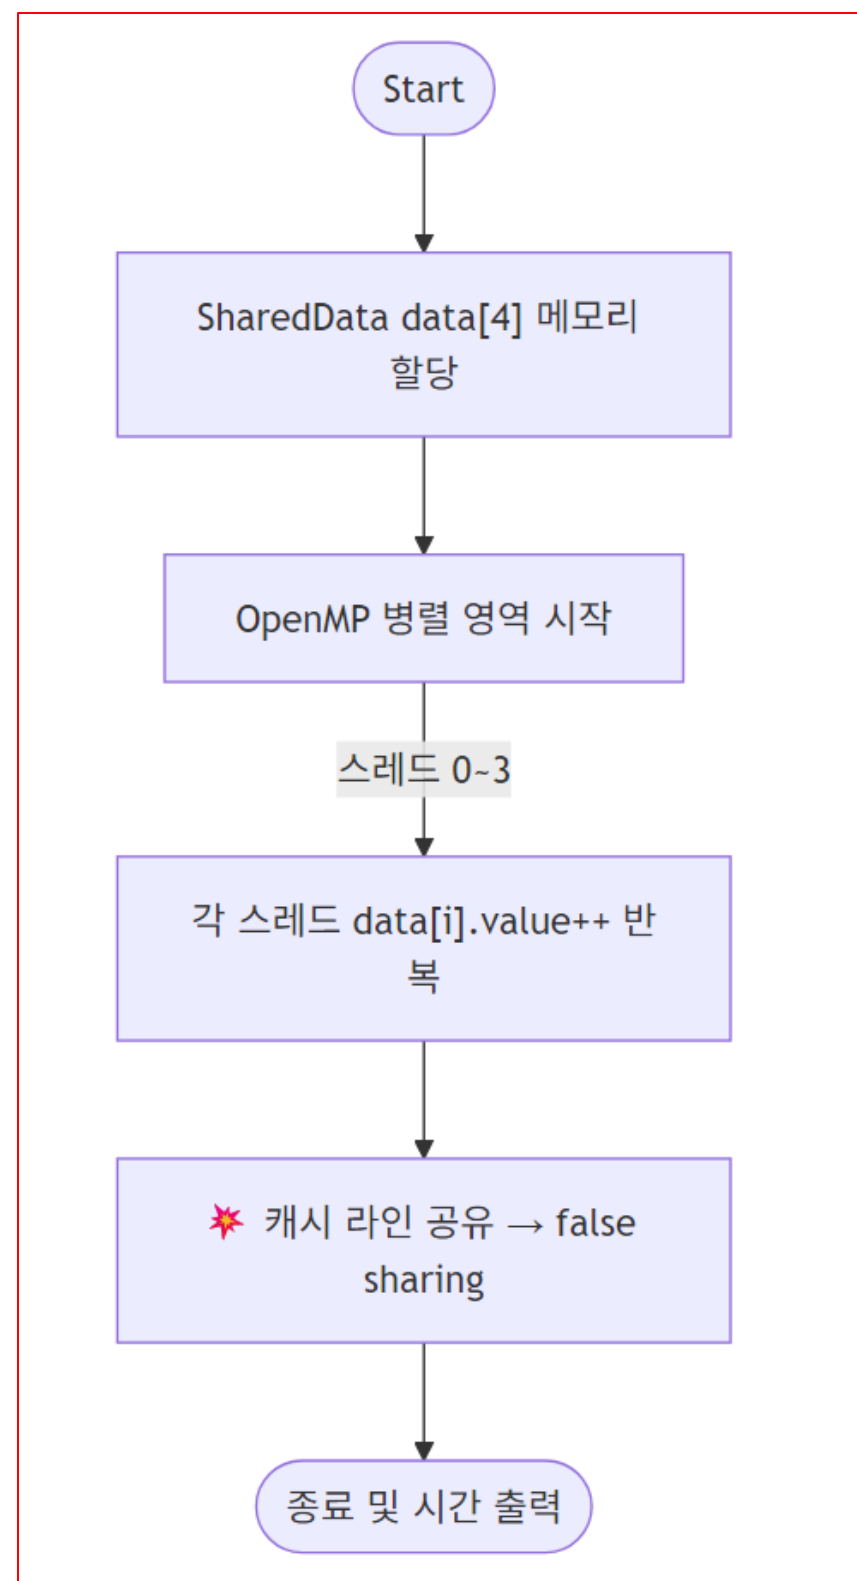 Start
SharedData data[4] 메모리
할당
OpenMP 병렬 영역 시작
스레드 0~3
각 스레드 data[i].value++ 반
복
💥 캐시 라인 공유 → false
sharing
종료 및 시간 출력